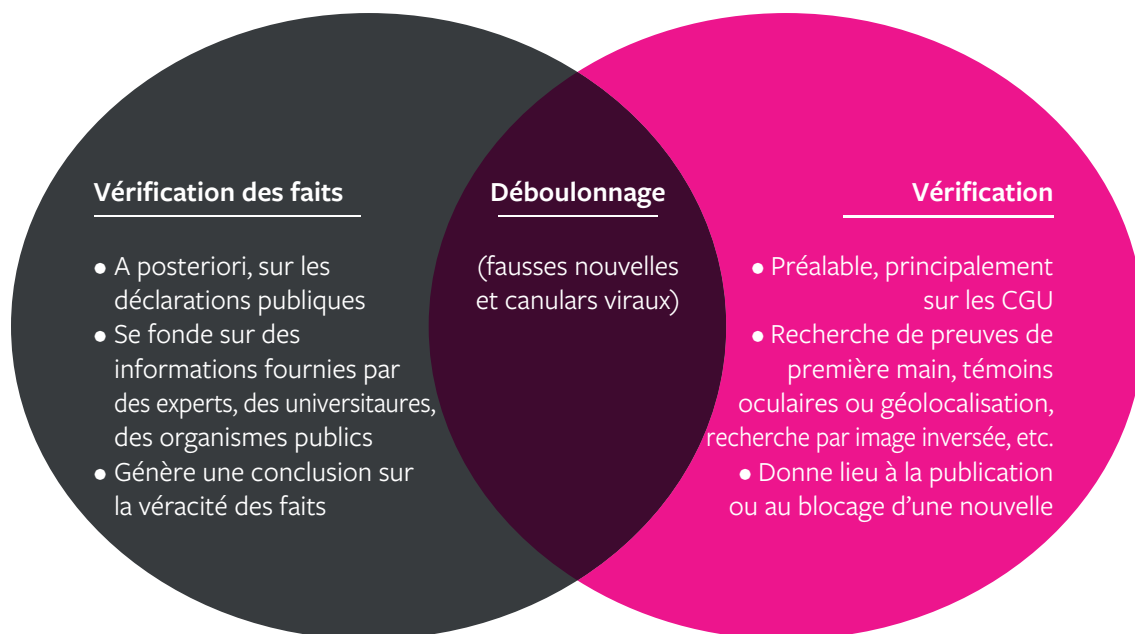 Vérification des faits
• A posteriori, sur les
déclarations publiques
• Se fonde sur des
informations fournies par
des experts, des universitaures,
des organismes publics
• Génère une conclusion sur
la véracité des faits
Déboulonnage
(fausses nouvelles
et canulars viraux)
Vérification
• Préalable, principalement
sur les CGU
• Recherche de preuves de
première main, témoins
oculaires ou géolocalisation,
recherche par image inversée, etc.
• Donne lieu à la publication
ou au blocage d’une nouvelle